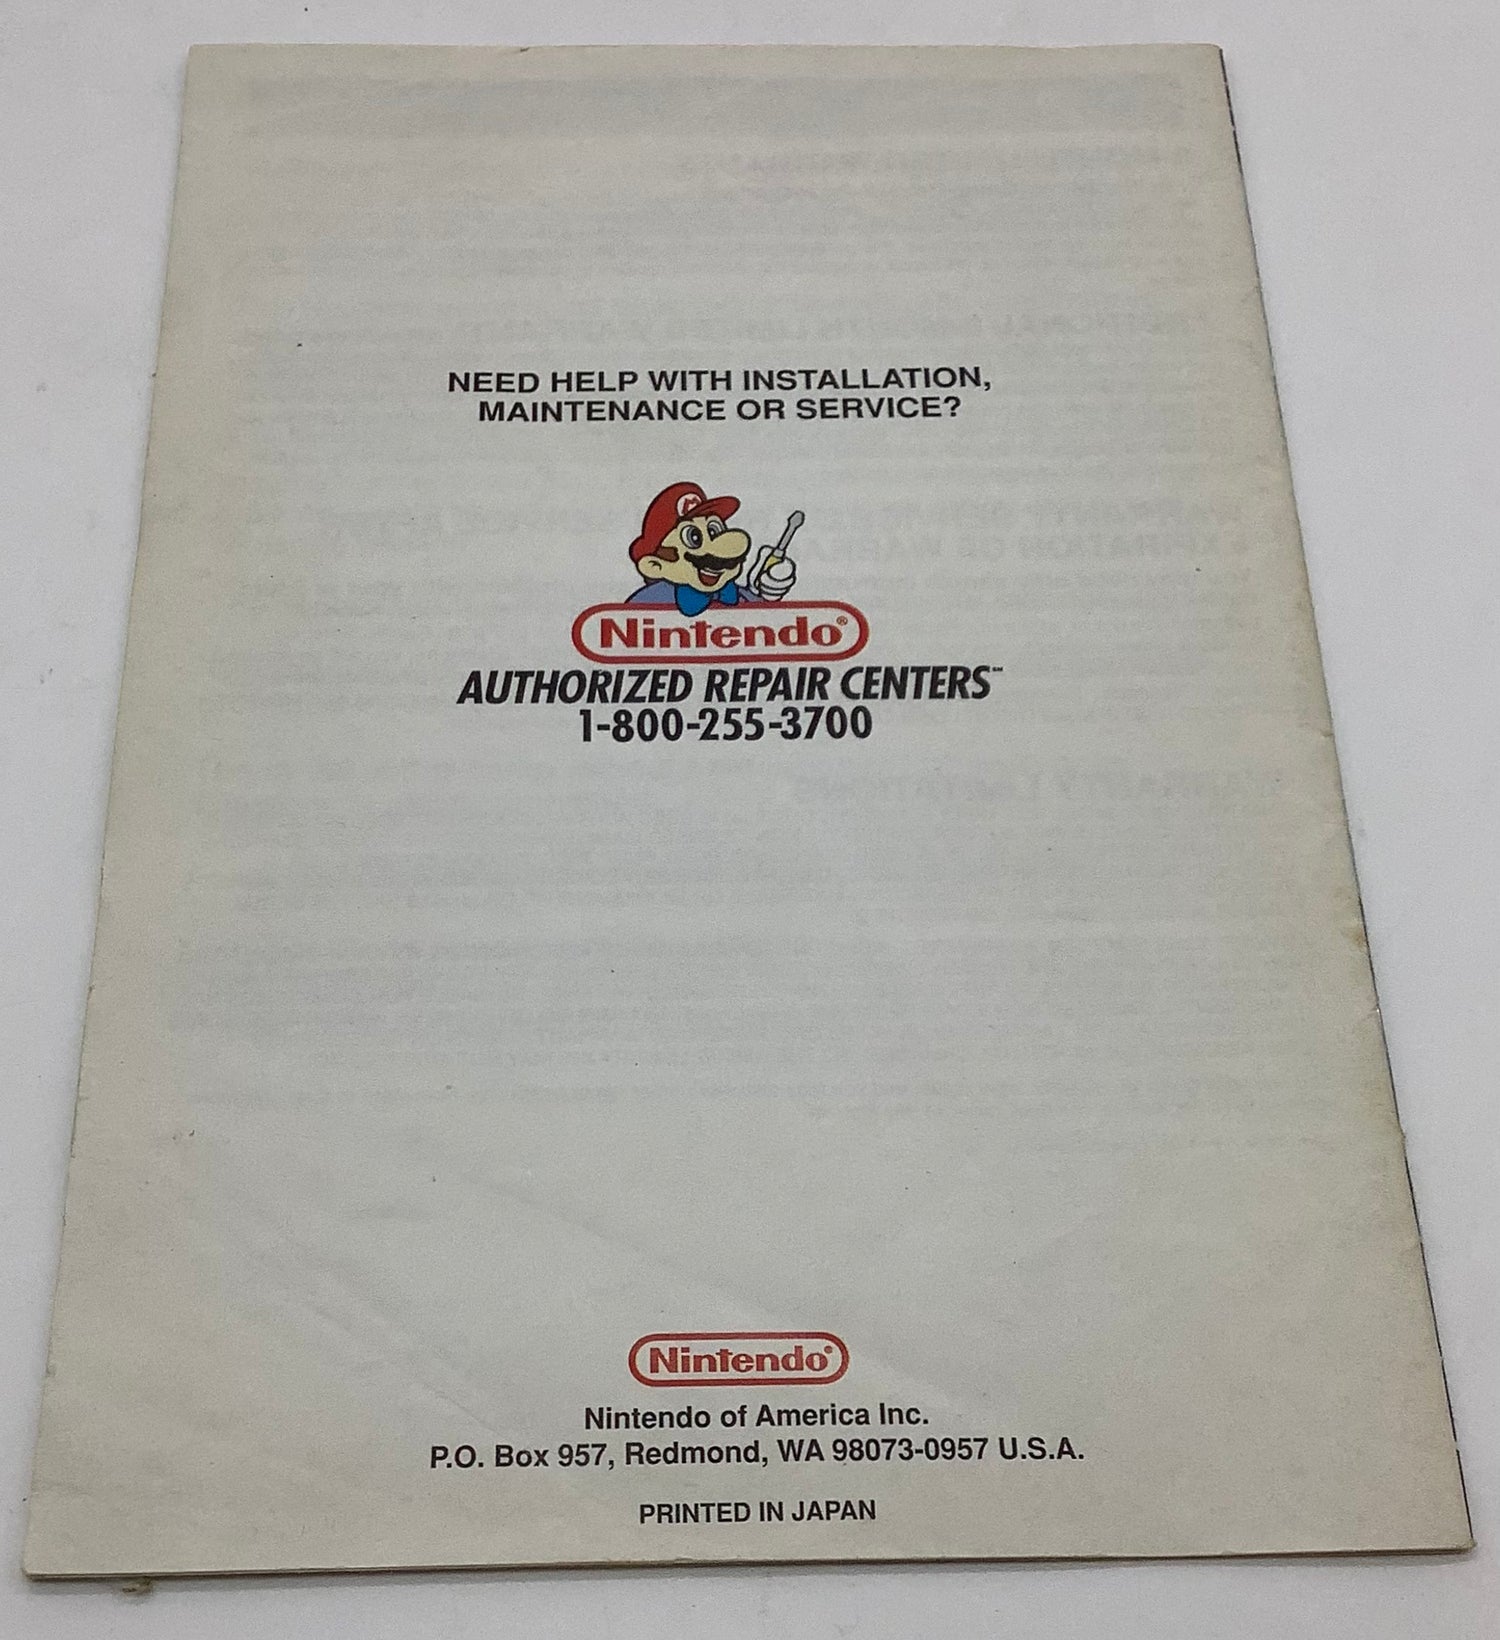 NEED HELP WITH INSTALLATION,
MAINTENANCE OR SERVICE?
M
Nintendo®
AUTHORIZED REPAIR CENTERS™
1-800-255-3700
Nintendo®
Nintendo of America Inc.
P.O. Box 957, Redmond, WA 98073-0957 U.S.A.
PRINTED IN JAPAN